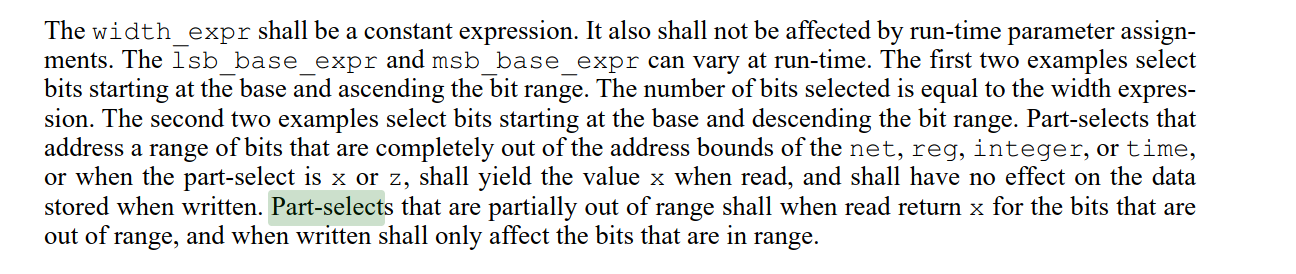 The width_expr shall be a constant expression. It also shall not be affected by run-time parameter assign-
ments. The lsb_base_expr and msb_base_expr can vary at run-time. The first two examples select
bits starting at the base and ascending the bit range. The number of bits selected is equal to the width expres-
sion. The second two examples select bits starting at the base and descending the bit range. Part-selects that
address a range of bits that are completely out of the address bounds of the net, reg, integer, or time,
or when the part-select is x or z, shall yield the value x when read, and shall have no effect on the data
stored when written. Part-selects that are partially out of range shall when read return x for the bits that are
out of range, and when written shall only affect the bits that are in range.